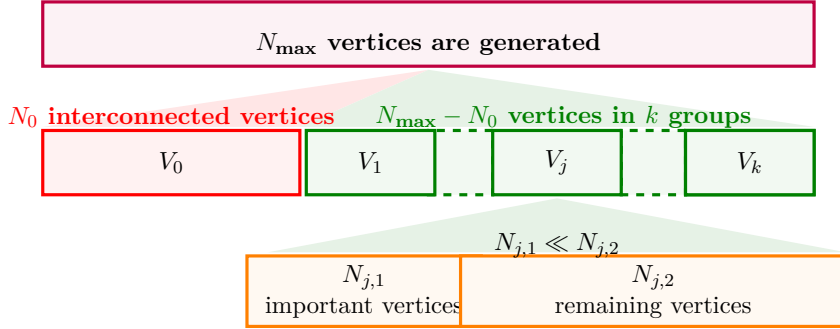 N_max vertices are generated
N_0 interconnected vertices
N_max − N_0 vertices in k groups
V_0
V_1
V_j
V_k
N_{j,1} ≪ N_{j,2}
N_{j,1}
important vertices
N_{j,2}
remaining vertices